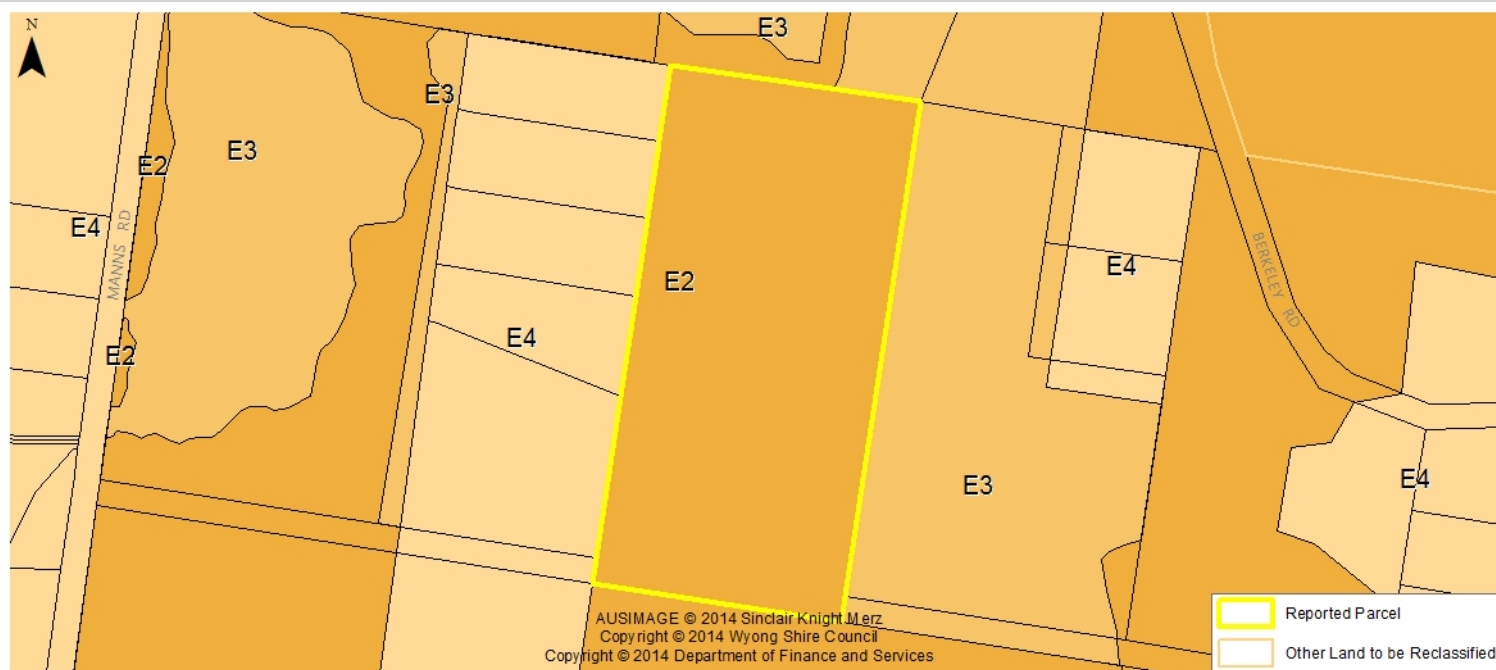 N
E3
E3
E3
E2
E4
MANNS RD
E2
E4
E2
E4
BERKELEY RD
E3
E4
AUSIMAGE © 2014 Sinclair Knight Merz
Copyright © 2014 Wyong Shire Council
Copyright © 2014 Department of Finance and Services
Reported Parcel
Other Land to be Reclassified